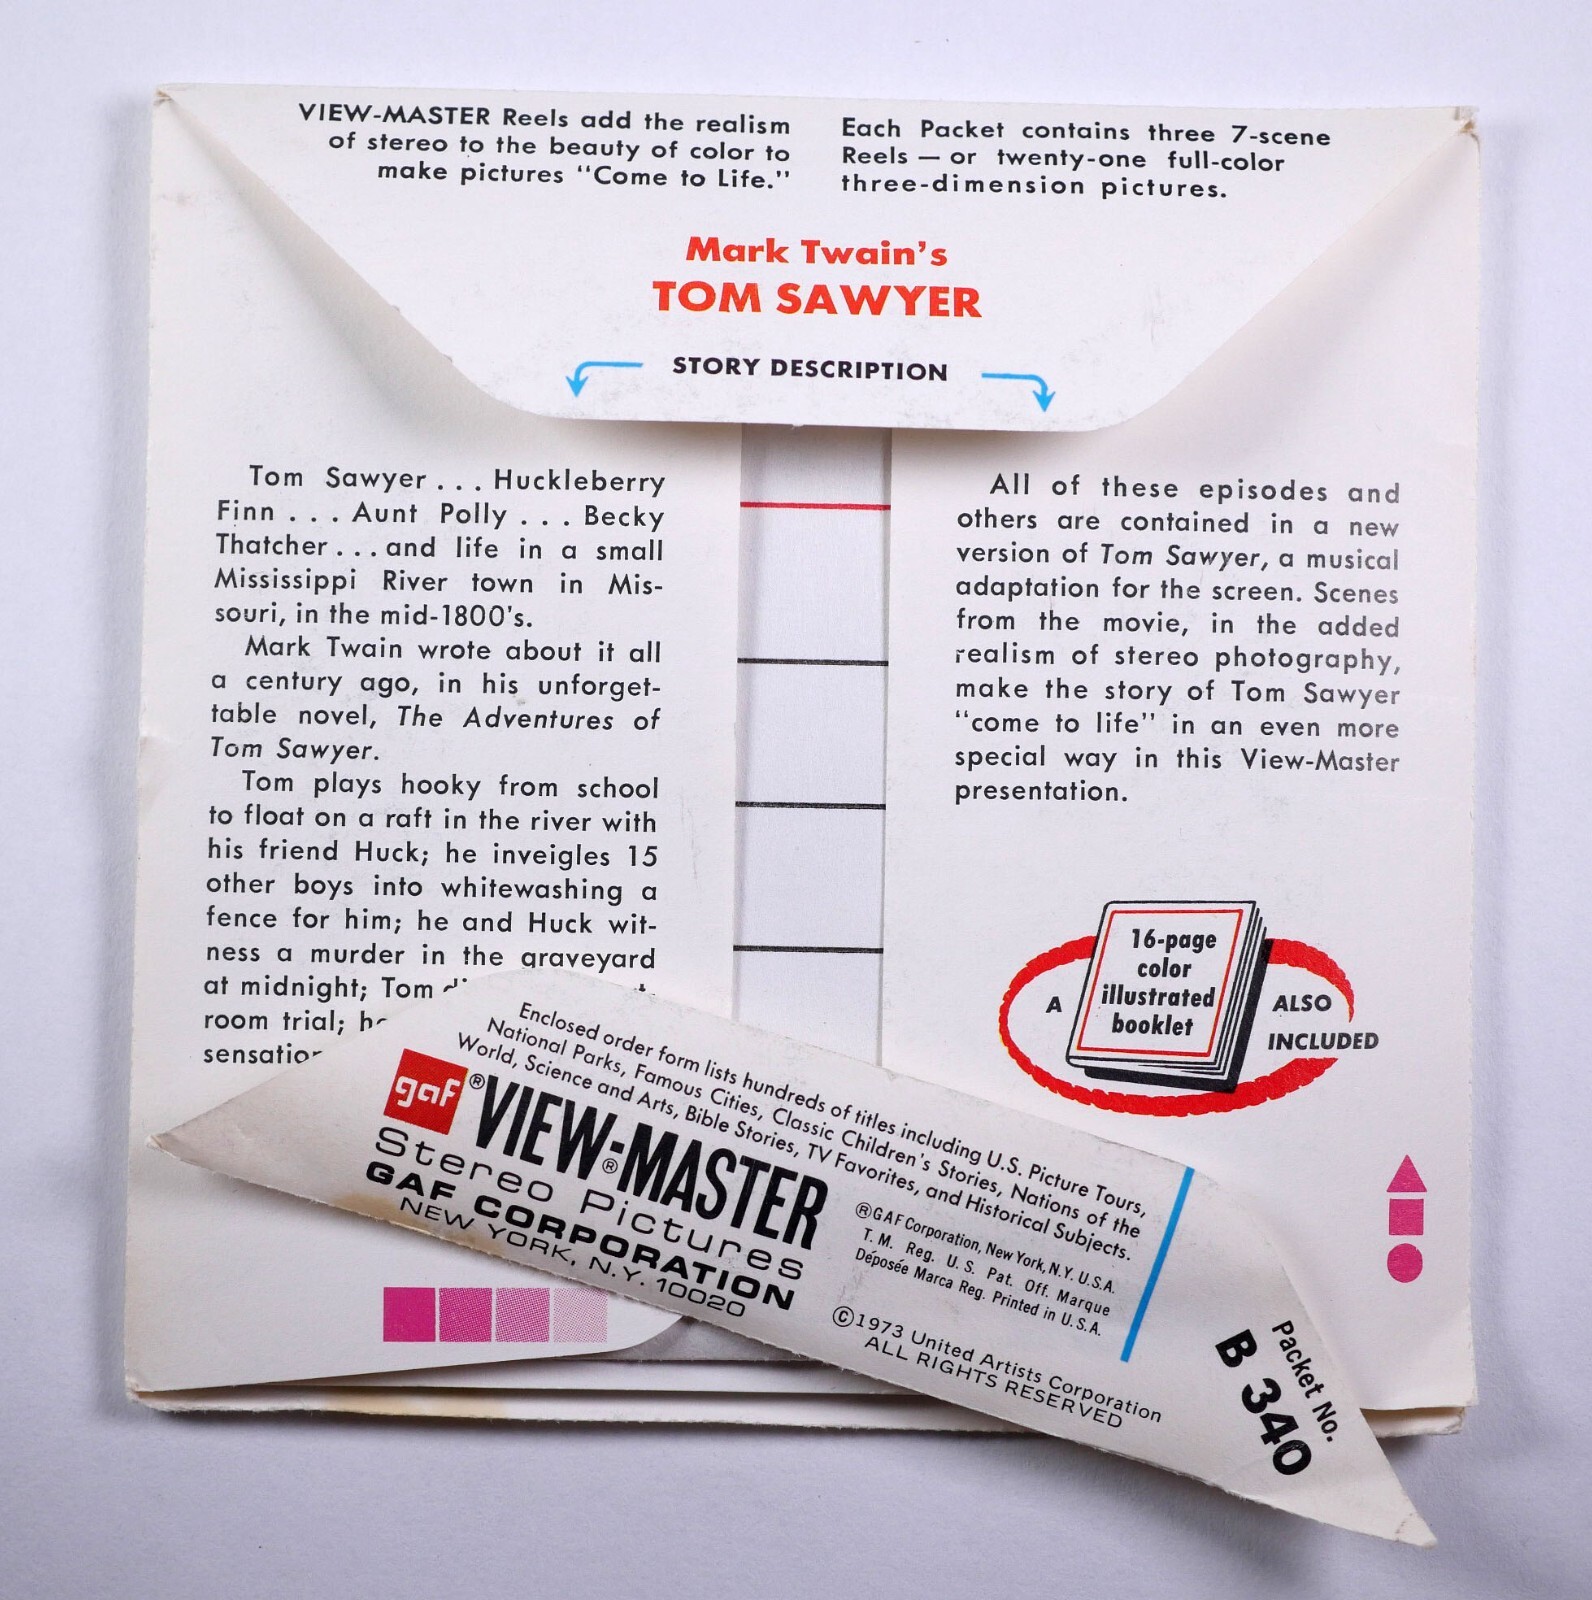 VIEW-MASTER Reels add the realism
of stereo to the beauty of color to
make pictures "Come to Life."
Each Packet contains three 7-scene
Reels — or twenty-one full-color
three-dimension pictures.
Mark Twain's
TOM SAWYER
STORY DESCRIPTION
Tom Sawyer . . . Huckleberry
Finn . . . Aunt Polly . . . Becky
Thatcher . . . and life in a small
Mississippi River town in Mis-
souri, in the mid-1800's.
Mark Twain wrote about it all
a century ago, in his unforget-
table novel, The Adventures of
Tom Sawyer.
Tom plays hooky from school
to float on a raft in the river with
his friend Huck; he inveigles 15
other boys into whitewashing a
fence for him; he and Huck wit-
ness a murder in the graveyard
at midnight; Tom
room trial;
All of these episodes and
others are contained in a new
version of Tom Sawyer, a musical
adaptation for the screen. Scenes
from the movie, in the added
realism of stereo photography,
make the story of Tom Sawyer
"come to life" in an even more
special way in this View-Master
presentation.
A
16-page
color
illustrated
booklet
ALSO
INCLUDED
Enclosed order form lists hundreds of titles including U.S. Picture Tours,
National Parks, Famous Cities, Classic Children's Stories, Nations of the
World, Science and Arts, Bible Stories, TV Favorites, and Historical Subjects.
gaf ® VIEW-MASTER ®
Stereo Pictures
GAF CORPORATION
NEW YORK, N.Y. 10020
®GAF Corporation, New York, N.Y. U.S.A.
T. M. Reg. U. S. Pat. Off. Marque
Déposée Marca Reg. Printed in U.S.A.
©1973 United Artists Corporation
ALL RIGHTS RESERVED
Packet No.
B 340